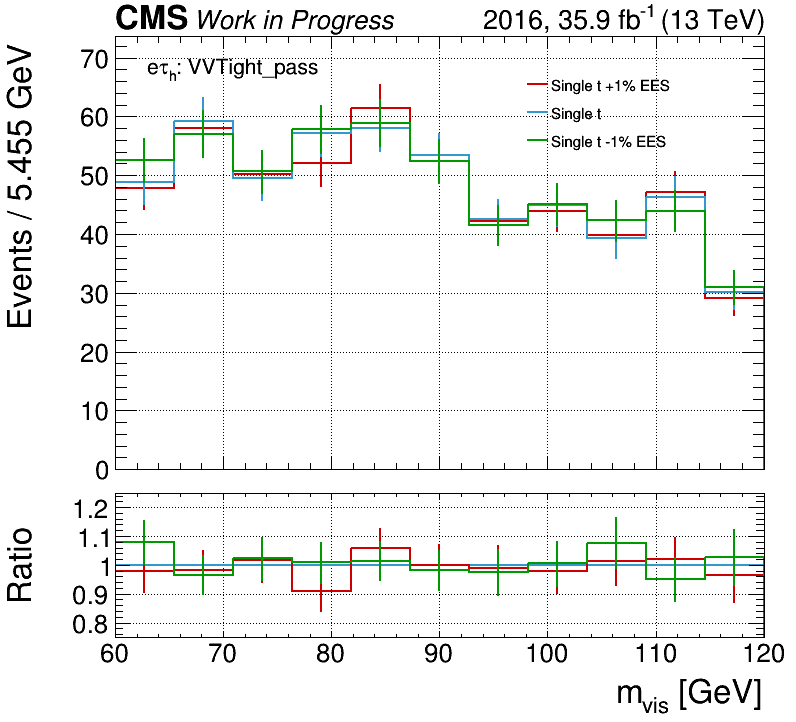 CMS Work in Progress 2016, 35.9 fb-1 (13 TeV)
eτh: VVTight_pass
Single t +1% EES
Single t
Single t -1% EES
Events / 5.455 GeV
70
60
50
40
30
20
10
0
Ratio
1.2
1.1
1
0.9
0.8
60 70 80 90 100 110 120
mvis [GeV]